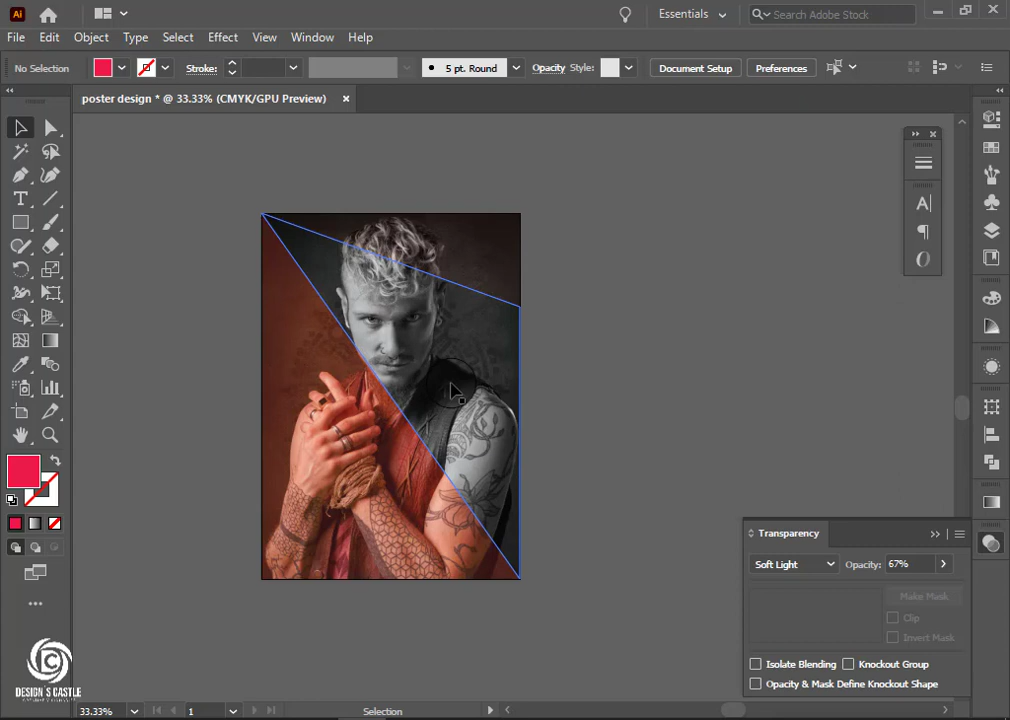 Ai
Search Adobe Stock
Essentials
File Edit Object Type Select Effect View Window Help
No Selection Stroke: 5 pt. Round Opacity Style: Document Setup Preferences
poster design * @ 33.33% (CMYK/GPU Preview) ×
Transparency
Soft Light Opacity: 67%
Make Mask
Clip
Invert Mask
Isolate Blending Knockout Group
Opacity & Mask Define Knockout Shape
DESIGN S CASTLE
33.33% 1 Selection